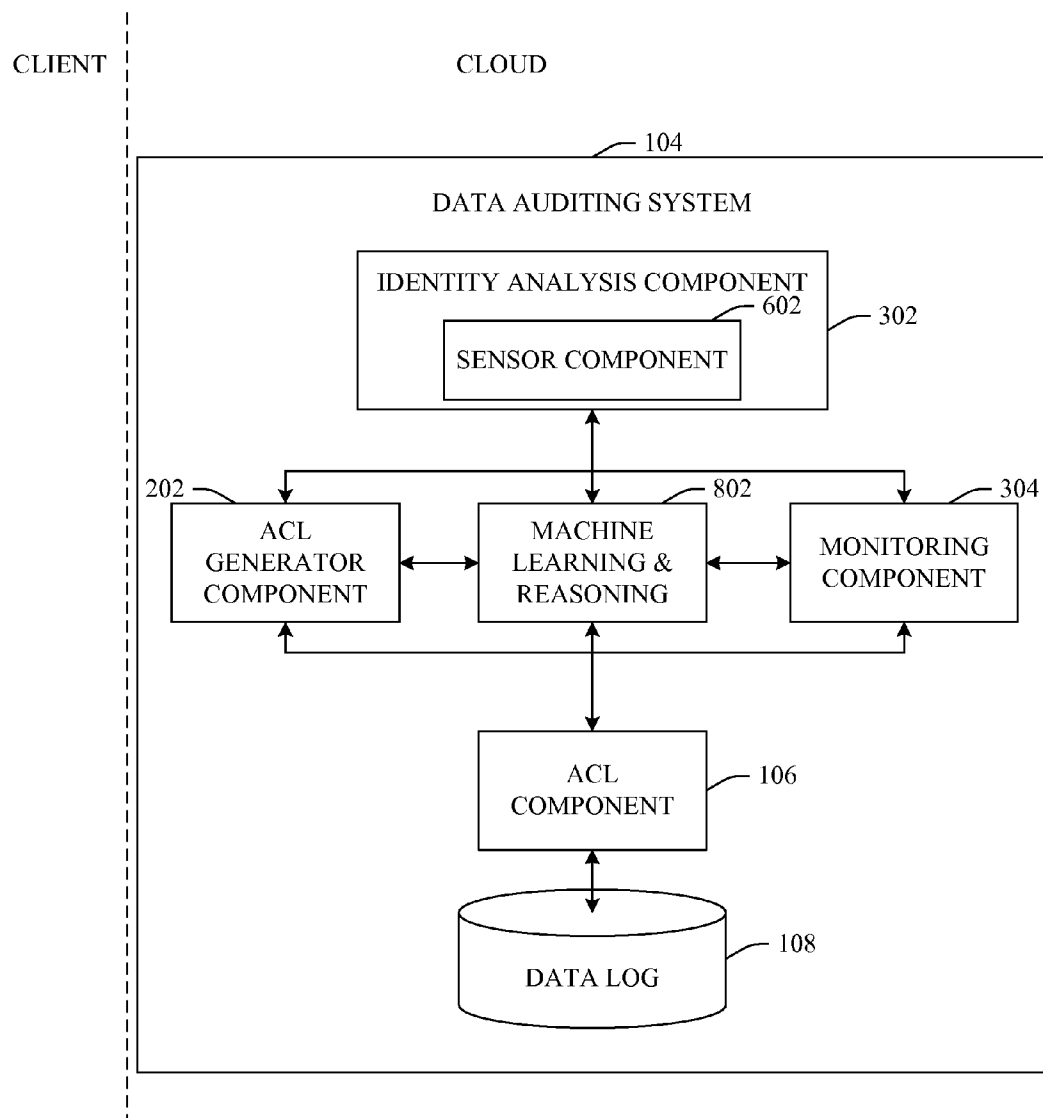 CLIENT
CLOUD
104
DATA AUDITING SYSTEM
IDENTITY ANALYSIS COMPONENT
602
302
SENSOR COMPONENT
202
802
304
ACL
GENERATOR
COMPONENT
MACHINE
LEARNING &
REASONING
MONITORING
COMPONENT
ACL
COMPONENT
106
DATA LOG
108